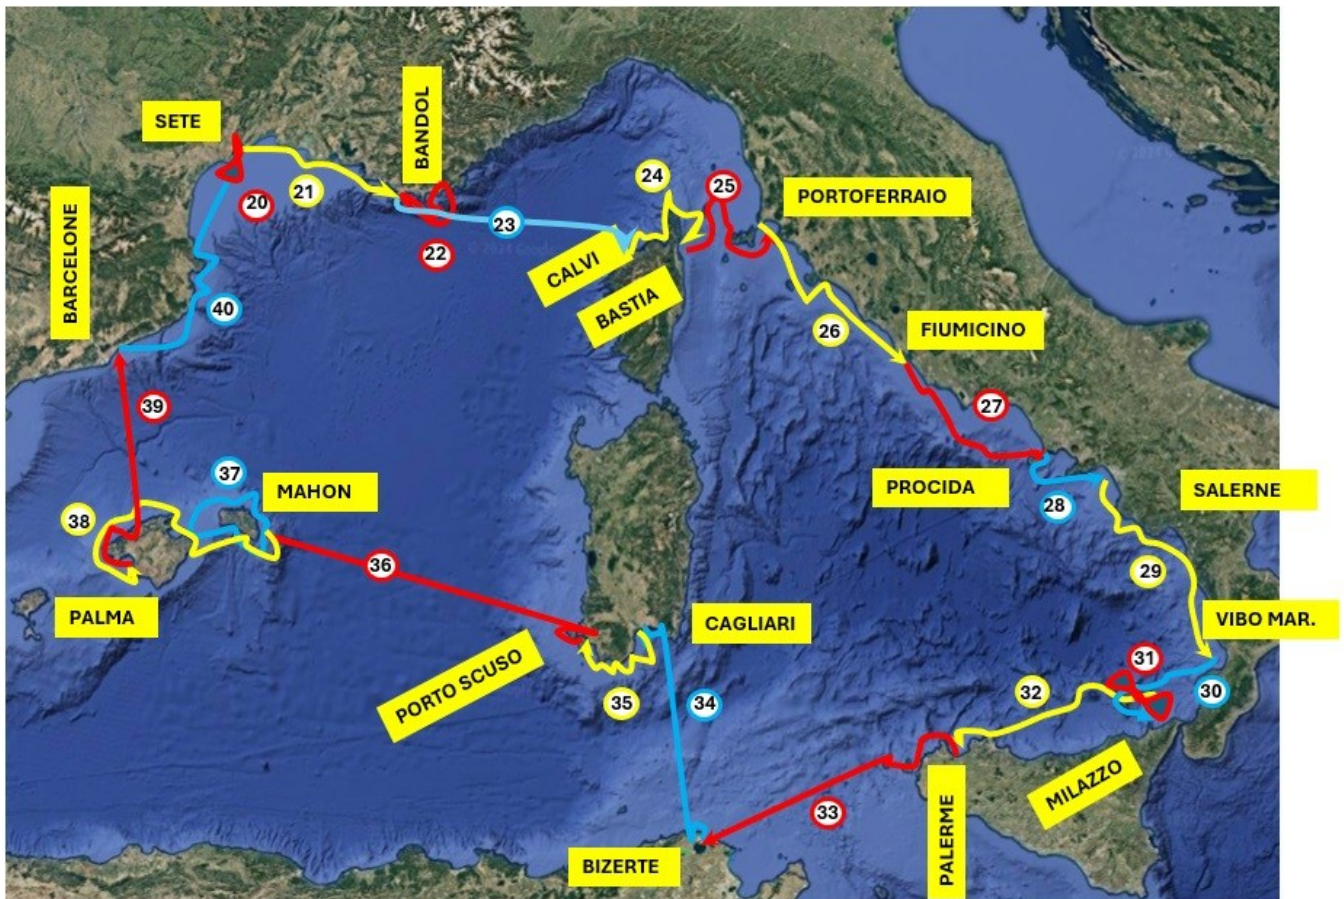 BANDOL
SETE
24
25
21
20
PORTOFERRAIO
BARCELONE
23
22
CALVI
BASTIA
40
26
FIUMICINO
39
27
37
MAHON
PROCIDA
SALERNE
38
28
36
29
PALMA
CAGLIARI
VIBO MAR.
31
PORTO SCUSO
32
30
35
34
MILAZZO
33
PALERME
BIZERTE